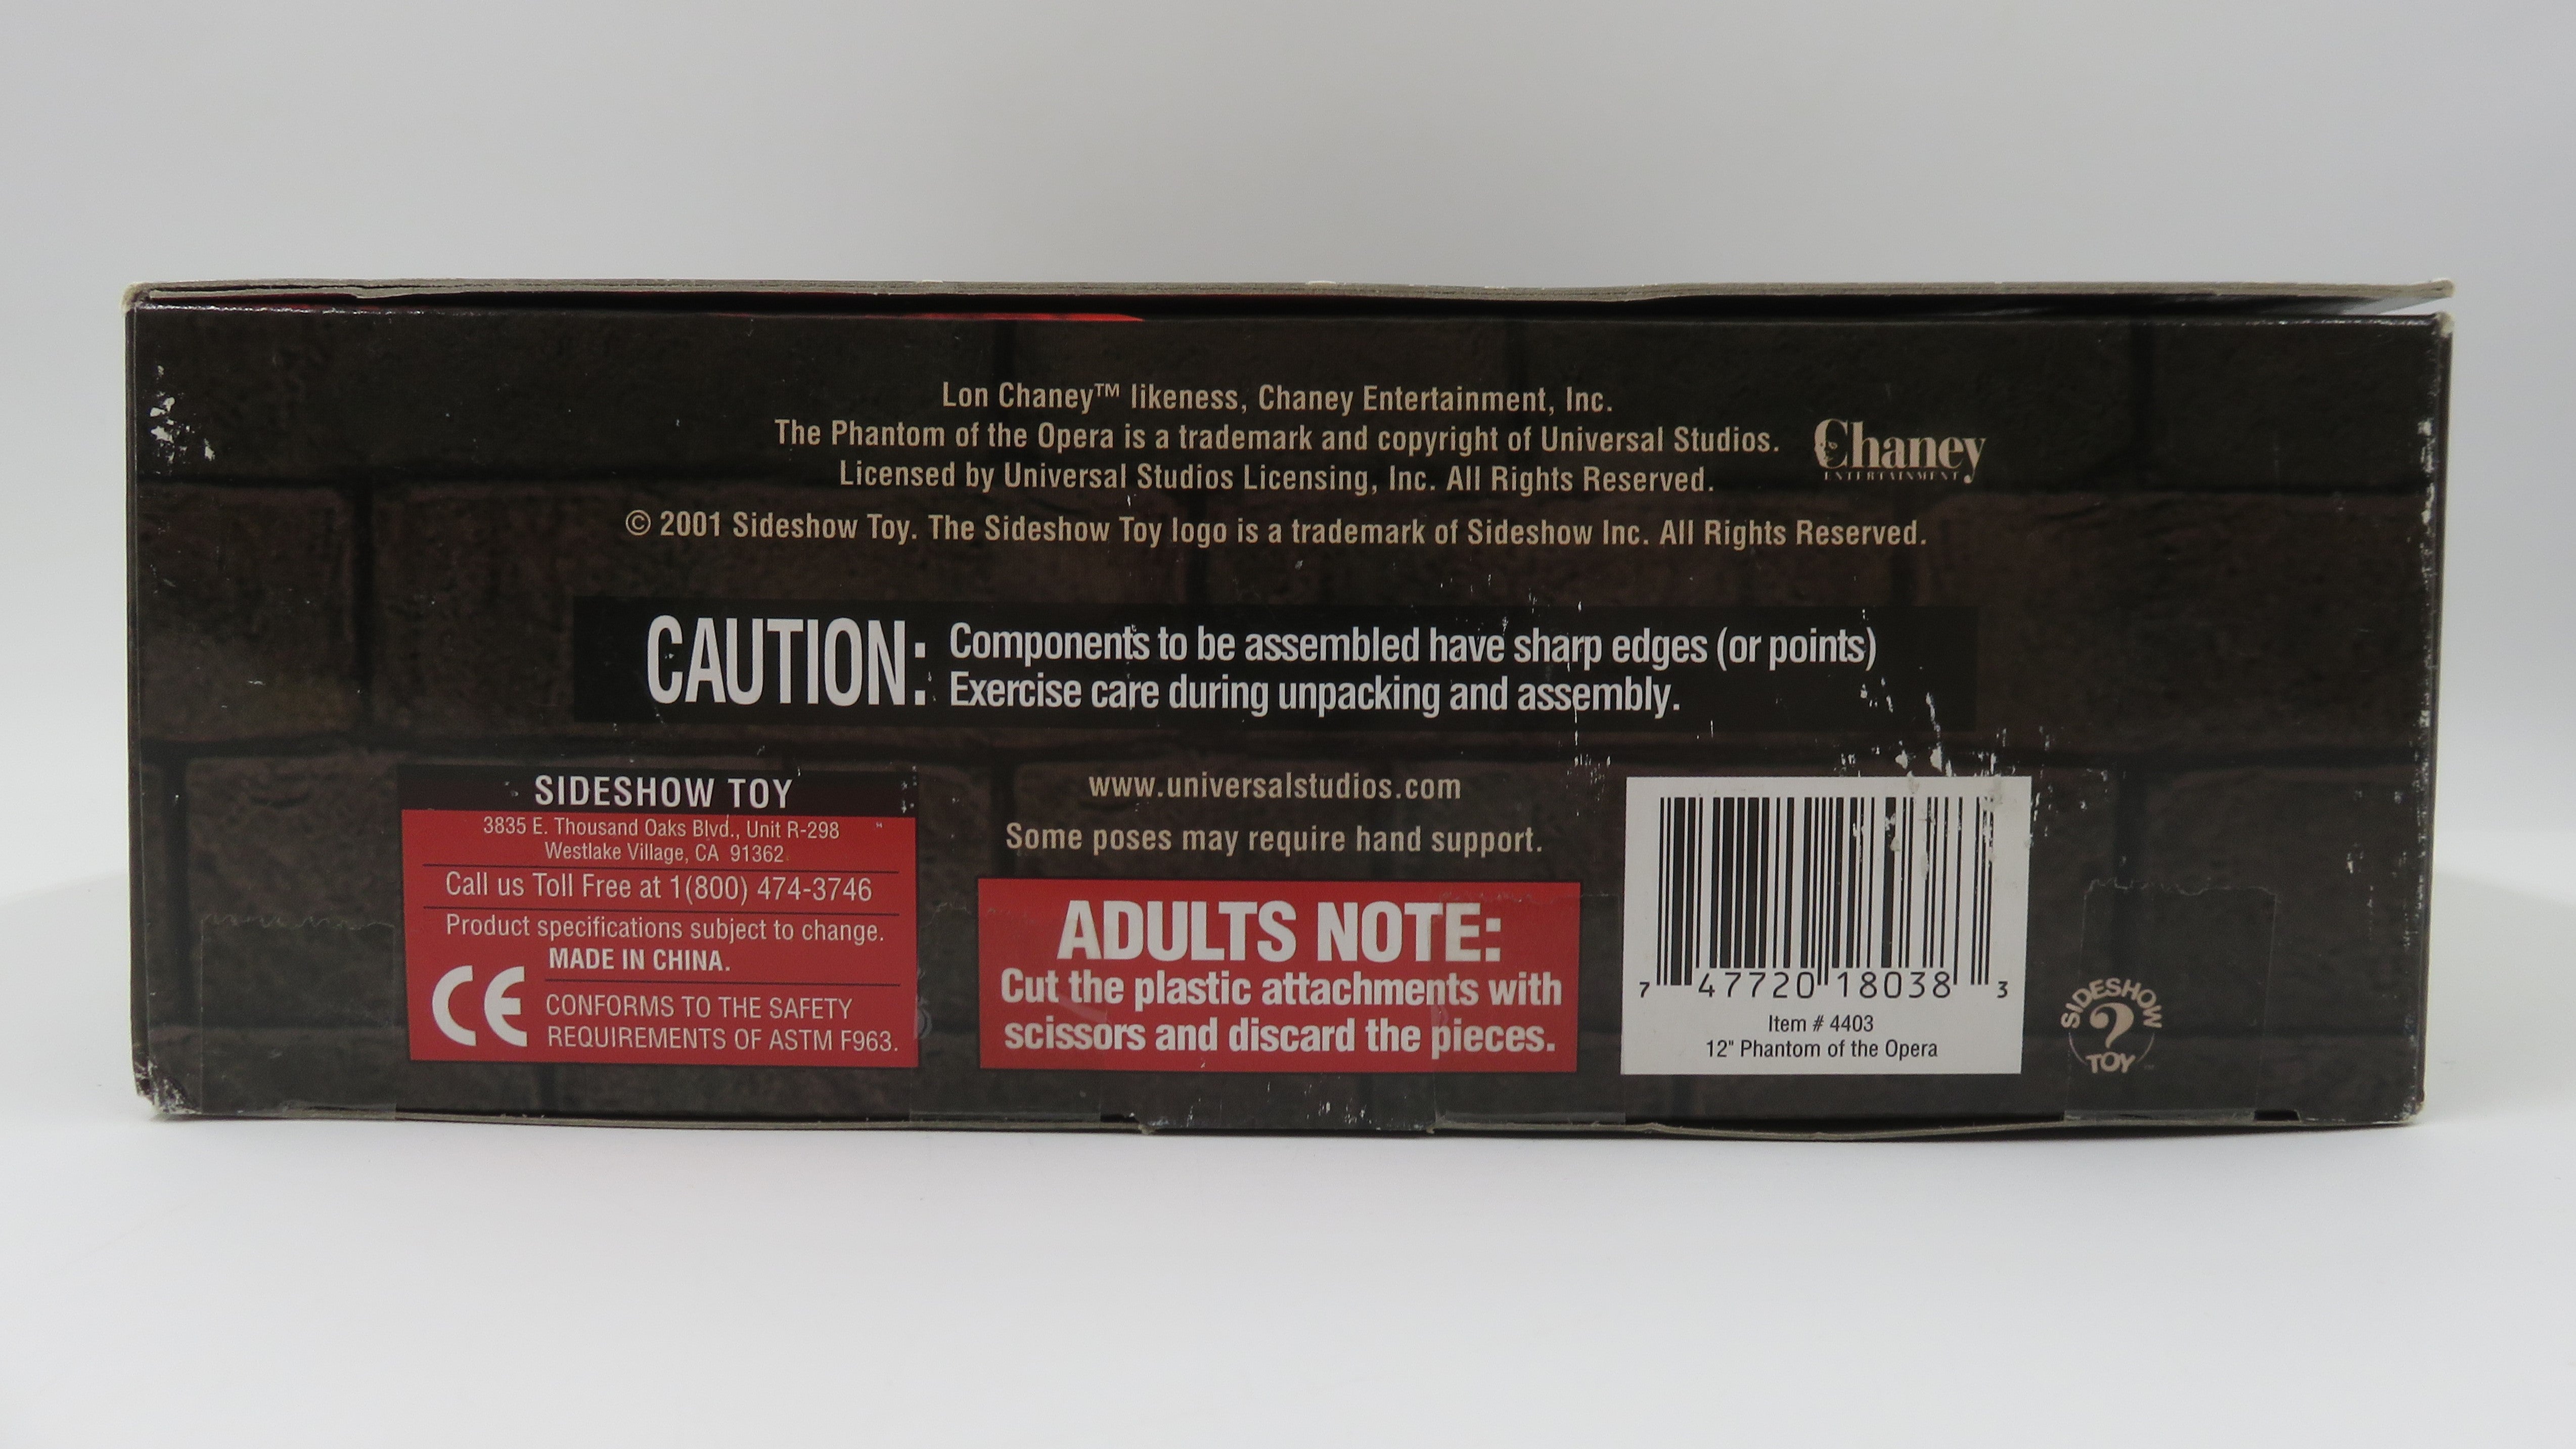 Lon Chaney™ likeness, Chaney Entertainment, Inc.
The Phantom of the Opera is a trademark and copyright of Universal Studios.
Licensed by Universal Studios Licensing, Inc. All Rights Reserved.
Chaney
ENTERTAINMENT
© 2001 Sideshow Toy. The Sideshow Toy logo is a trademark of Sideshow Inc. All Rights Reserved.
CAUTION: Components to be assembled have sharp edges (or points)
Exercise care during unpacking and assembly.
SIDESHOW TOY
3835 E. Thousand Oaks Blvd., Unit R-298
Westlake Village, CA 91362
Call us Toll Free at 1(800) 474-3746
Product specifications subject to change.
MADE IN CHINA.
CE CONFORMS TO THE SAFETY
REQUIREMENTS OF ASTM F963.
www.universalstudios.com
Some poses may require hand support.
ADULTS NOTE:
Cut the plastic attachments with
scissors and discard the pieces.
7 47720 18038 3
Item # 4403
12" Phantom of the Opera
SIDESHOW
?
TOY